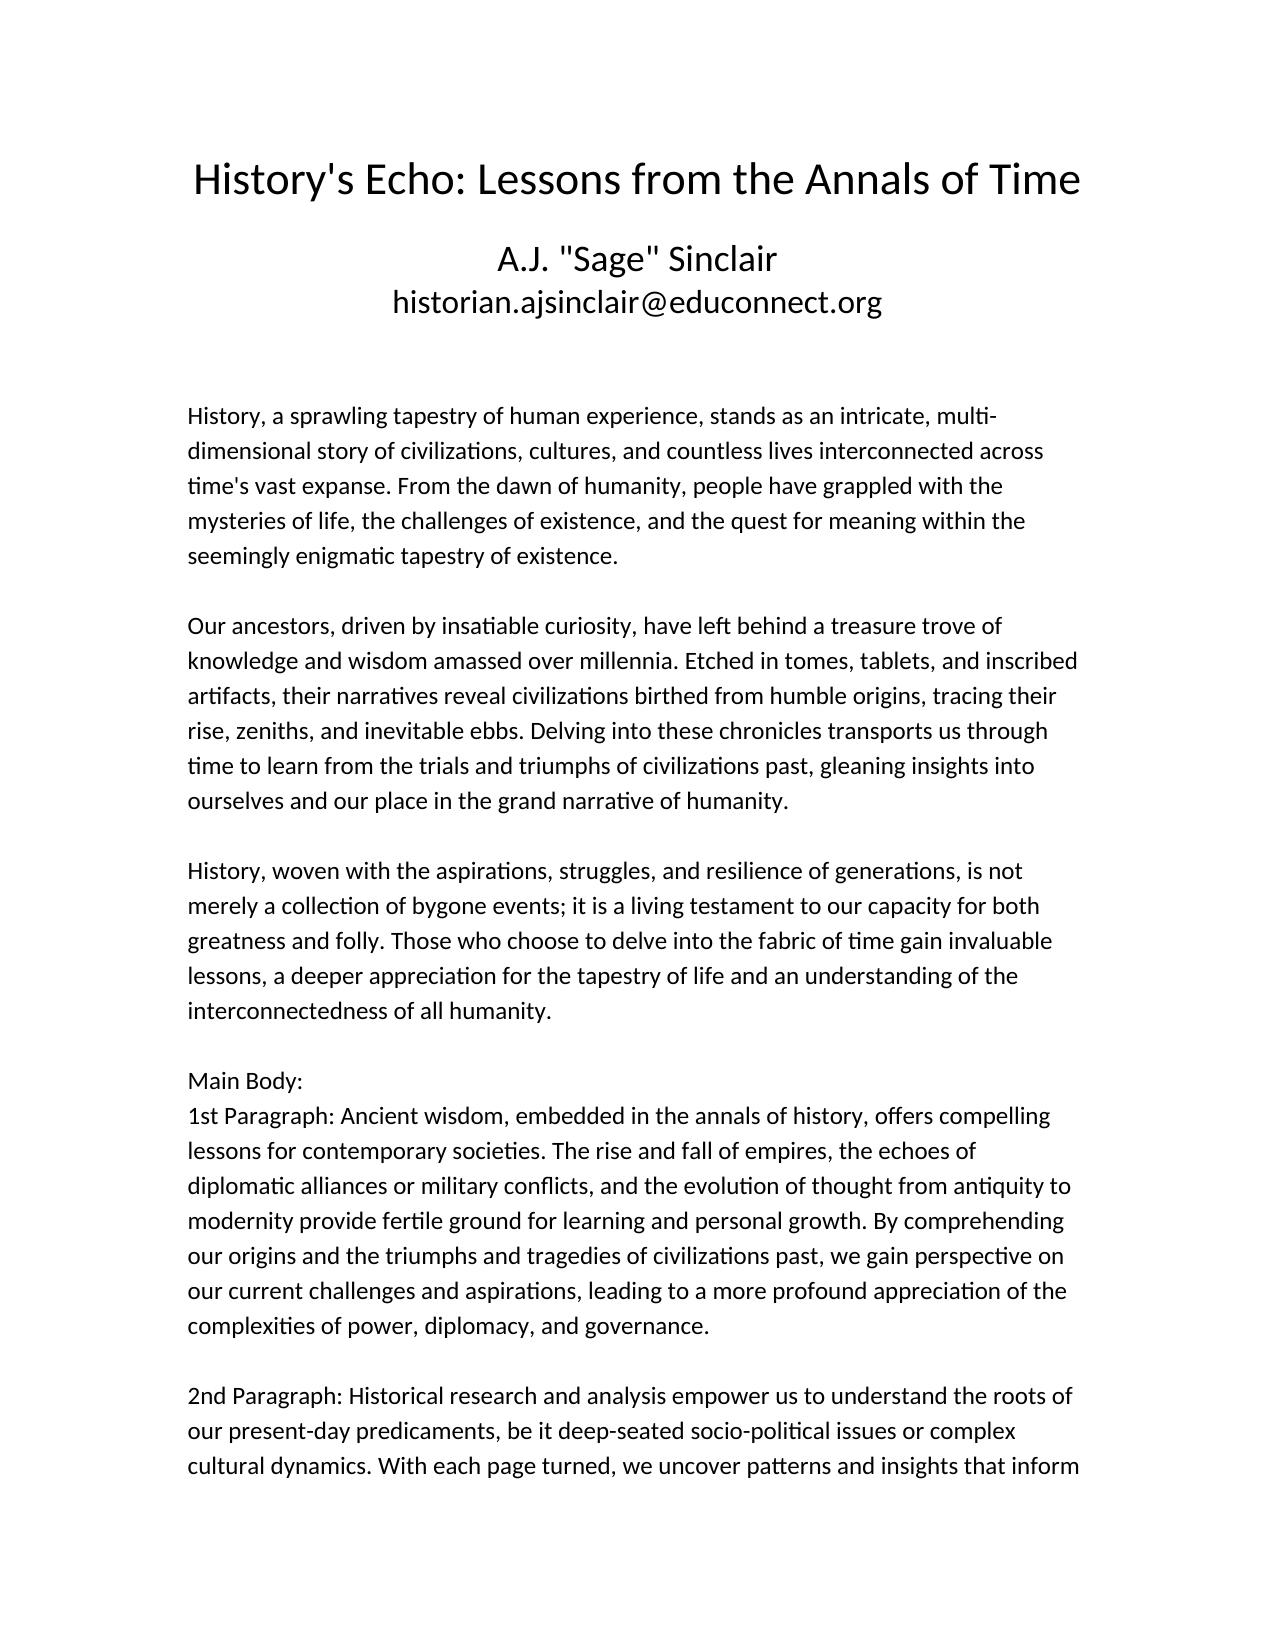 History's Echo: Lessons from the Annals of Time
A.J. "Sage" Sinclair
historian.ajsinclair@educonnect.org
History, a sprawling tapestry of human experience, stands as an intricate, multi-
dimensional story of civilizations, cultures, and countless lives interconnected across
time's vast expanse. From the dawn of humanity, people have grappled with the
mysteries of life, the challenges of existence, and the quest for meaning within the
seemingly enigmatic tapestry of existence.
Our ancestors, driven by insatiable curiosity, have left behind a treasure trove of
knowledge and wisdom amassed over millennia. Etched in tomes, tablets, and inscribed
artifacts, their narratives reveal civilizations birthed from humble origins, tracing their
rise, zeniths, and inevitable ebbs. Delving into these chronicles transports us through
time to learn from the trials and triumphs of civilizations past, gleaning insights into
ourselves and our place in the grand narrative of humanity.
History, woven with the aspirations, struggles, and resilience of generations, is not
merely a collection of bygone events; it is a living testament to our capacity for both
greatness and folly. Those who choose to delve into the fabric of time gain invaluable
lessons, a deeper appreciation for the tapestry of life and an understanding of the
interconnectedness of all humanity.
Main Body:
1st Paragraph: Ancient wisdom, embedded in the annals of history, offers compelling
lessons for contemporary societies. The rise and fall of empires, the echoes of
diplomatic alliances or military conflicts, and the evolution of thought from antiquity to
modernity provide fertile ground for learning and personal growth. By comprehending
our origins and the triumphs and tragedies of civilizations past, we gain perspective on
our current challenges and aspirations, leading to a more profound appreciation of the
complexities of power, diplomacy, and governance.
2nd Paragraph: Historical research and analysis empower us to understand the roots of
our present-day predicaments, be it deep-seated socio-political issues or complex
cultural dynamics. With each page turned, we uncover patterns and insights that inform